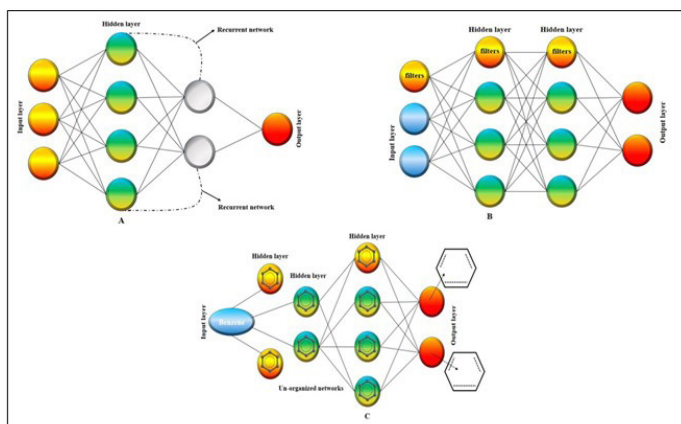 Hidden layer
Recurrent network
Input layer
Output layer
Recurrent network
A
Hidden layer
Hidden layer
filters
filters
filters
Input layer
Output layer
B
Hidden layer
Hidden layer
Hidden layer
Input layer
Benzene
Output layer
Un-organized networks
C